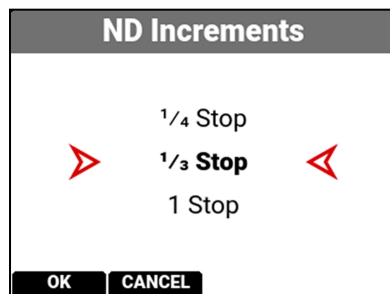 ND Increments
¹/₄ Stop
¹/₃ Stop
1 Stop
OK CANCEL